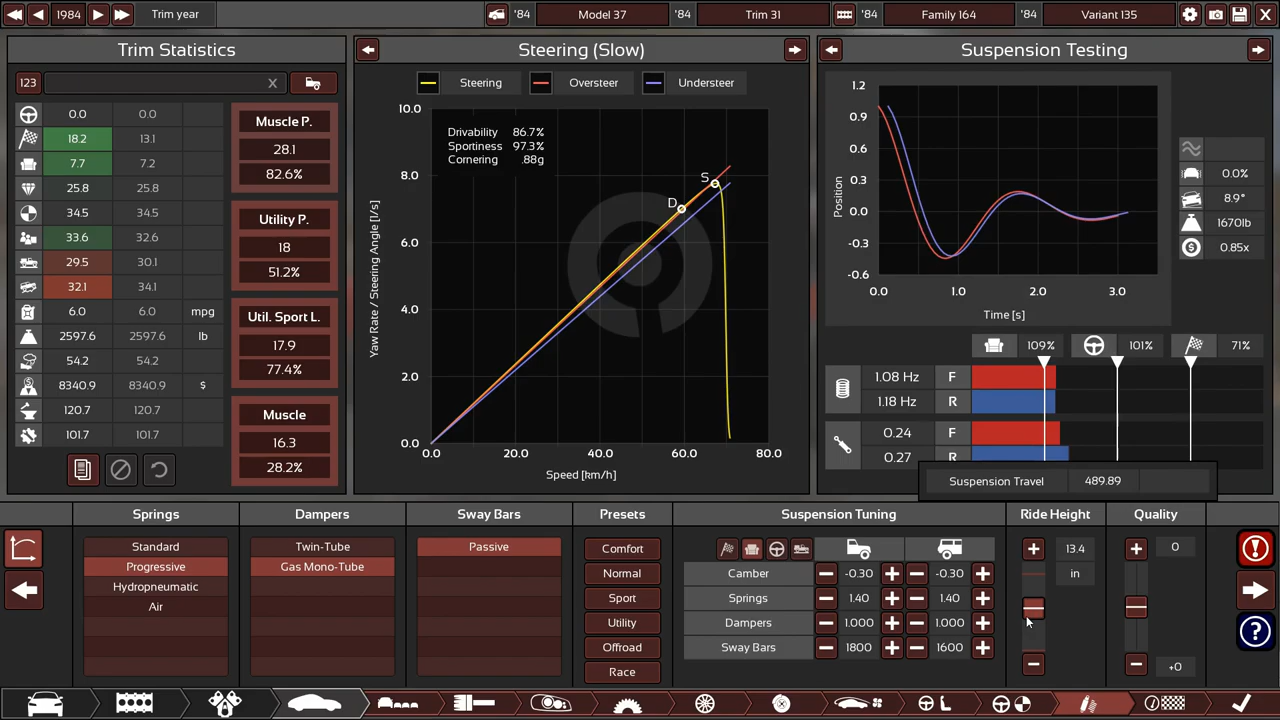 1984 Trim year
'84 Model 37 '84 Trim 31 '84 Family 164 '84 Variant 135
Trim Statistics
123 x
0.0 0.0
18.2 13.1
7.7 7.2
25.8 25.8
34.5 34.5
33.6 32.6
29.5 30.1
32.1 34.1
6.0 6.0 mpg
2597.6 2597.6 lb
54.2 54.2
8340.9 8340.9 $
120.7 120.7
101.7 101.7
Muscle P.
28.1
82.6%
Utility P.
18
51.2%
Util. Sport L.
17.9
77.4%
Muscle
16.3
28.2%
Steering (Slow)
Steering Oversteer Understeer
Drivability 86.7%
Sportiness 97.3%
Cornering .88g
Yaw Rate / Steering Angle [1/s]
10.0
8.0
6.0
4.0
2.0
0.0
D
S
0.0 20.0 40.0 60.0 80.0
Speed [km/h]
Suspension Testing
Position
1.2
0.9
0.6
0.3
0.0
-0.3
-0.6
0.0 1.0 2.0 3.0
Time [s]
0.0%
8.9°
1670lb
0.85x
109% 101% 71%
1.08 Hz F
1.18 Hz R
0.24 F
0.27 R
Suspension Travel 489.89
Springs
Standard
Progressive
Hydropneumatic
Air
Dampers
Twin-Tube
Gas Mono-Tube
Sway Bars
Passive
Presets
Comfort
Normal
Sport
Utility
Offroad
Race
Suspension Tuning
Camber -0.30 -0.30
Springs 1.40 1.40
Dampers 1.000 1.000
Sway Bars 1800 1600
Ride Height
13.4
in
Quality
0
+0